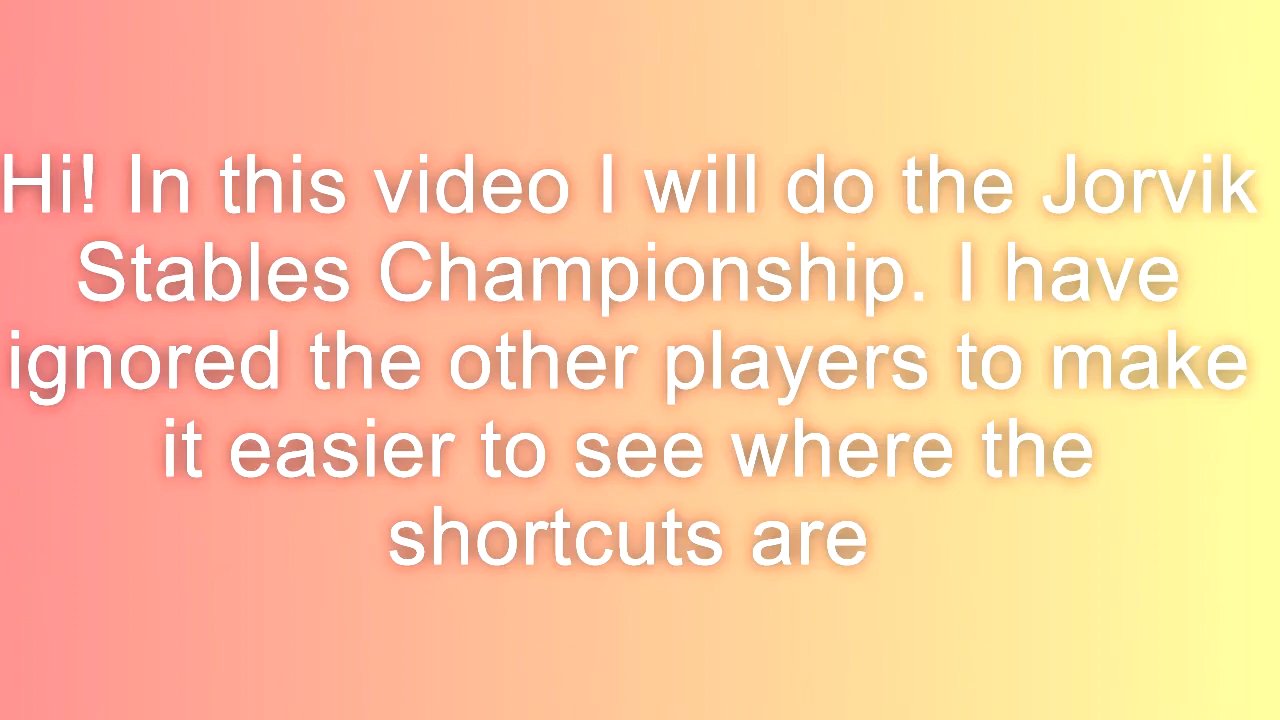 Hi! In this video I will do the Jorvik
Stables Championship. I have
ignored the other players to make
it easier to see where the
shortcuts are